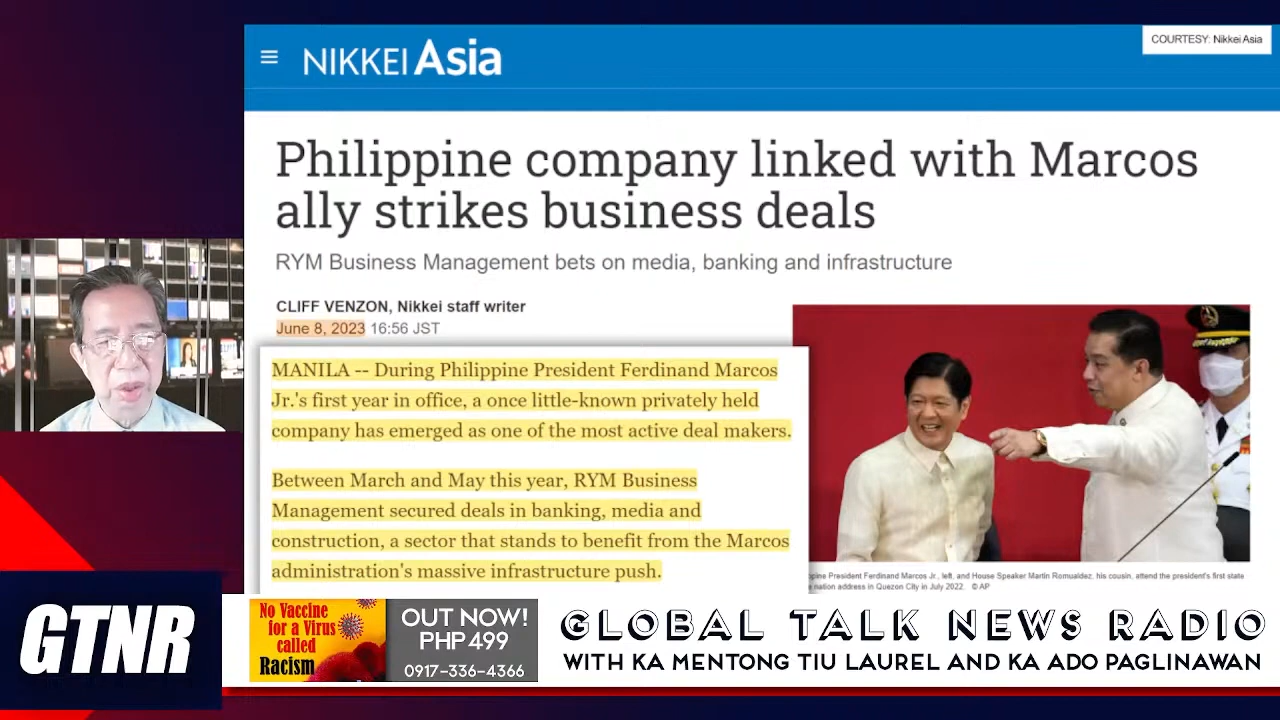 COURTESY: Nikkei Asia
NIKKEI Asia
Philippine company linked with Marcos
ally strikes business deals
RYM Business Management bets on media, banking and infrastructure
CLIFF VENZON, Nikkei staff writer
June 8, 2023 16:56 JST
MANILA -- During Philippine President Ferdinand Marcos
Jr.'s first year in office, a once little-known privately held
company has emerged as one of the most active deal makers.
Between March and May this year, RYM Business
Management secured deals in banking, media and
construction, a sector that stands to benefit from the Marcos
administration's massive infrastructure push.
President Ferdinand Marcos Jr., left, and House Speaker Martin Romualdez, his cousin, attend the president's first state
nation address in Quezon City in July 2022. © AP
GTNR
No Vaccine
for a Virus
called
Racism
OUT NOW!
PHP 499
0917-336-4366
GLOBAL TALK NEWS RADIO
WITH KA MENTONG TIU LAUREL AND KA ADO PAGLINAWAN